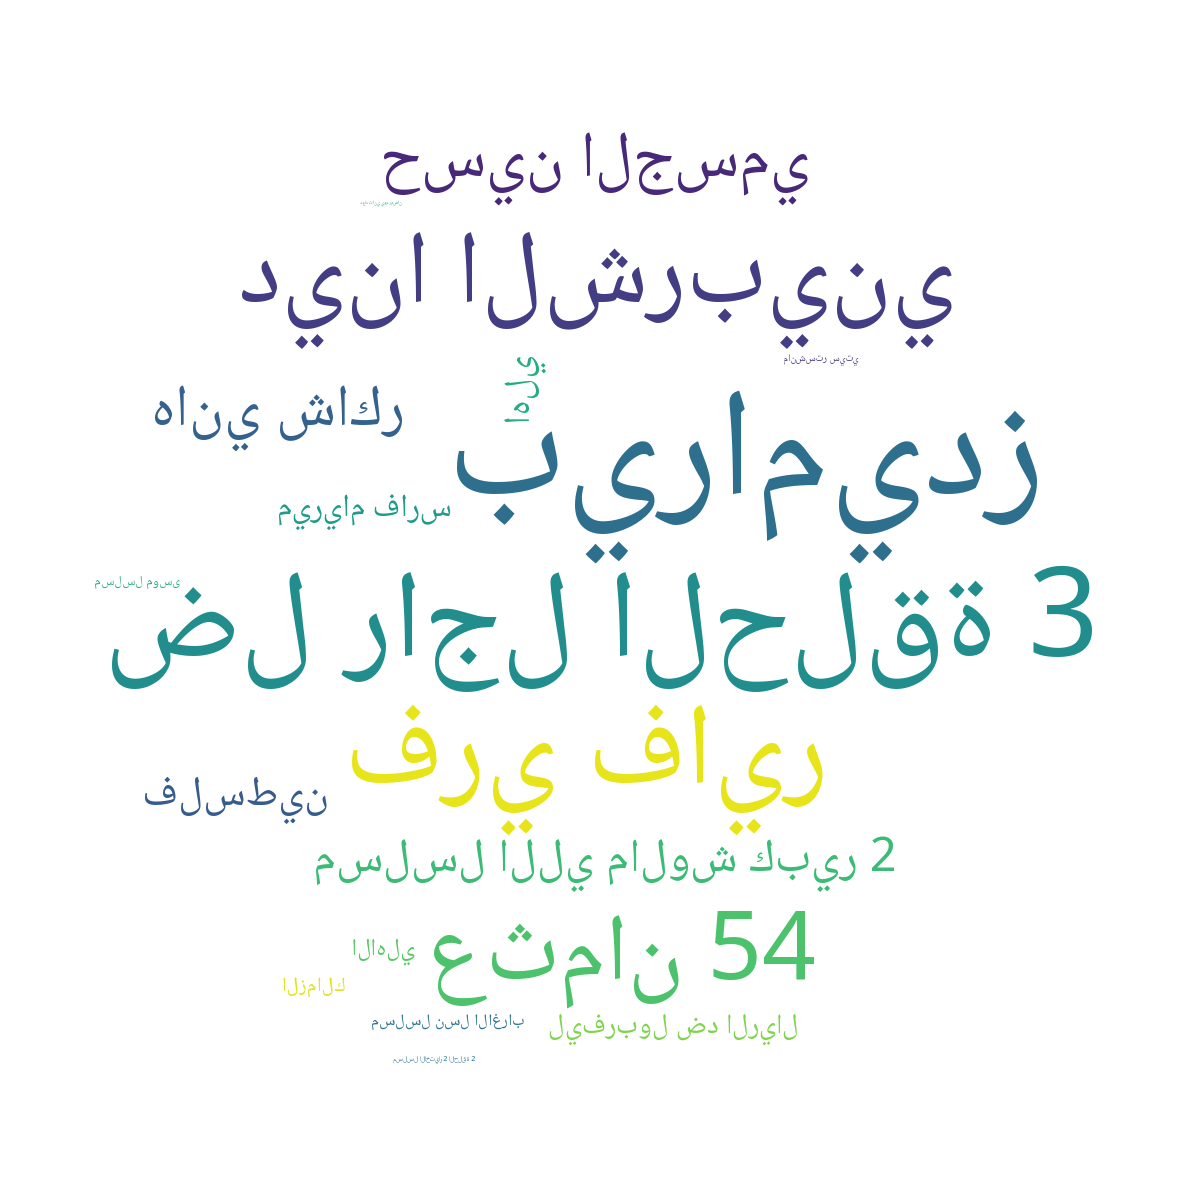 حسين الجسمي
دينا الشربيني
مانشستر سيتي
اهلي
هاني شاكر
بيراميدز
ميريام فارس
مسلسل موسى
ضل راجل الحلقة 3
فري فاير
فلسطين
مسلسل اللي مالوش كبير 2
عثمان 54
الاهلي
الزمالك
مسلسل نسل الاغراب
ليفربول ضد الريال
مسلسل الاختيار 2 الحلقة 2